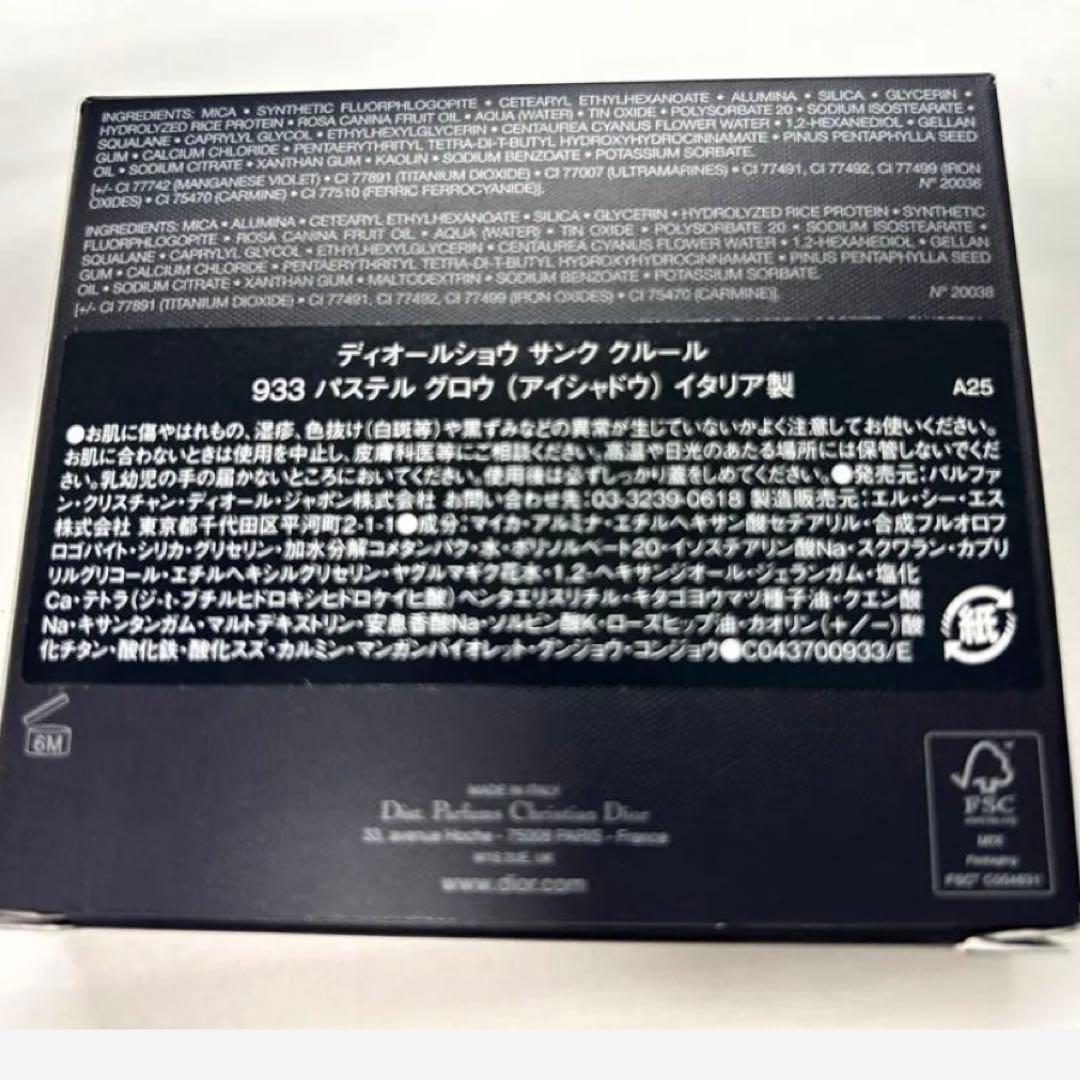 INGREDIENTS: MICA • SYNTHETIC FLUORPHLOGOPITE • CETEARYL ETHYLHEXANOATE • ALUMINA • SILICA • GLYCERIN •
HYDROLYZED RICE PROTEIN • ROSA CANINA FRUIT OIL • AQUA (WATER) • TIN OXIDE • POLYSORBATE 20 • SODIUM ISOSTEARATE •
SQUALANE • CAPRYLYL GLYCOL • ETHYLHEXYLGLYCERIN • CENTAUREA CYANUS FLOWER WATER • 1,2-HEXANEDIOL • GELLAN
GUM • CALCIUM CHLORIDE • PENTAERYTHRITYL TETRA-DI-T-BUTYL HYDROXYHYDROCINNAMATE • PINUS PENTAPHYLLA SEED
OIL • SODIUM CITRATE • XANTHAN GUM • KAOLIN • SODIUM BENZOATE • POTASSIUM SORBATE.
[+/- CI 77742 (MANGANESE VIOLET) • CI 77891 (TITANIUM DIOXIDE) • CI 77007 (ULTRAMARINES) • CI 77491, CI 77492, CI 77499 (IRON
OXIDES) • CI 75470 (CARMINE) • CI 77510 (FERRIC FERROCYANIDE)]. N° 20036
INGREDIENTS: MICA • ALUMINA • CETEARYL ETHYLHEXANOATE • SILICA • GLYCERIN • HYDROLYZED RICE PROTEIN • SYNTHETIC
FLUORPHLOGOPITE • ROSA CANINA FRUIT OIL • AQUA (WATER) • TIN OXIDE • POLYSORBATE 20 • SODIUM ISOSTEARATE •
SQUALANE • CAPRYLYL GLYCOL • ETHYLHEXYLGLYCERIN • CENTAUREA CYANUS FLOWER WATER • 1,2-HEXANEDIOL • GELLAN
GUM • CALCIUM CHLORIDE • PENTAERYTHRITYL TETRA-DI-T-BUTYL HYDROXYHYDROCINNAMATE • PINUS PENTAPHYLLA SEED
OIL • SODIUM CITRATE • XANTHAN GUM • MALTODEXTRIN • SODIUM BENZOATE • POTASSIUM SORBATE.
[+/- CI 77891 (TITANIUM DIOXIDE) • CI 77491, CI 77492, CI 77499 (IRON OXIDES) • CI 75470 (CARMINE)]. N° 20038
ディオールショウ サンク クルール
933 パステル グロウ (アイシャドウ) イタリア製 A25
●お肌に傷やはれもの、湿疹、色抜け(白斑等)や黒ずみなどの異常が生じていないかよく注意してお使いください。
お肌に合わないときは使用を中止し、皮膚科医等にご相談ください。高温や日光のあたる場所には保管しないでくだ
さい。乳幼児の手の届かないところにおいてください。使用後は必ずしっかり蓋をしめてください。●発売元:パルファ
ン・クリスチャン・ディオール・ジャポン株式会社 お問い合わせ先:03-3239-0618 製造販売元:エル・シー・エス
株式会社 東京都千代田区平河町2-1-1●成分:マイカ・アルミナ・エチルヘキサン酸セテアリル・合成フルオロフ
ロゴパイト・シリカ・グリセリン・加水分解コメタンパク・水・ポリソルベート20・イソステアリン酸Na・スクワラン・カプリ
リルグリコール・エチルヘキシルグリセリン・ヤグルマギク花水・1,2-ヘキサンジオール・ジェランガム・塩化
Ca・テトラ(ジ-t-ブチルヒドロキシヒドロケイヒ酸)ペンタエリスリチル・キタゴヨウマツ種子油・クエン酸
Na・キサンタンガム・マルトデキストリン・安息香酸Na・ソルビン酸K・ローズヒップ油・カオリン(+/-)酸
化チタン・酸化鉄・酸化スズ・カルミン・マンガンバイオレット・グンジョウ・コンジョウ●C043700933/E
紙
6M
MADE IN ITALY
Dist. Parfums Christian Dior
33, avenue Hoche - 75008 PARIS - France
W1S 2JE, UK
www.dior.com
FSC
MIX
Packaging
FSC® C004631